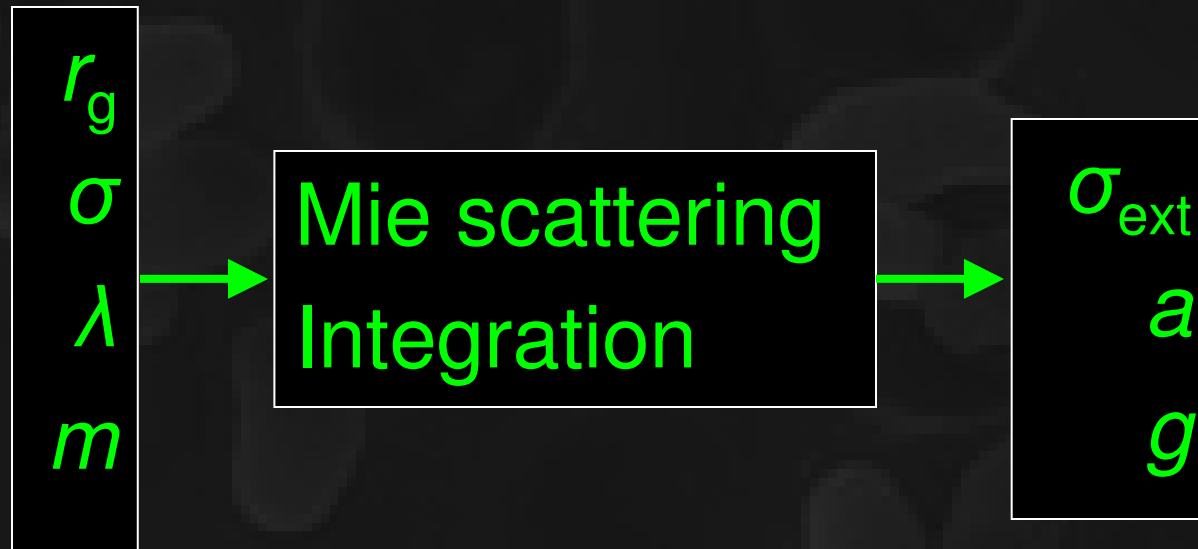 r_g
σ
λ
m
Mie scattering
Integration
σ_ext
a
g